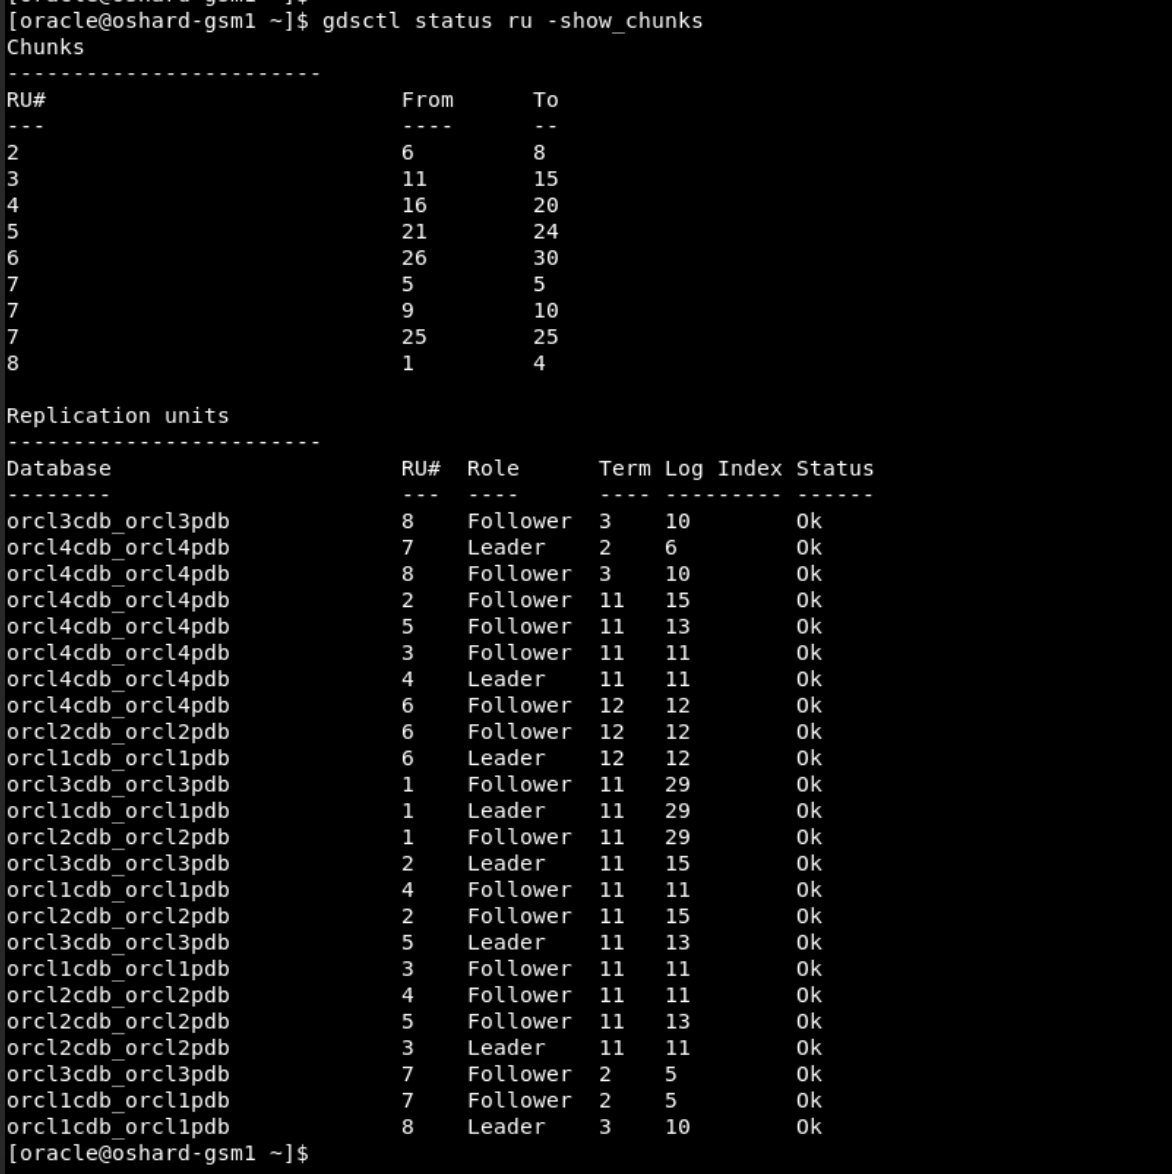 [oracle@oshard-gsm1 ~]$ gdsctl status ru -show_chunks
Chunks
------------------------
RU#                           From      To
---                           ----      --
2                             6         8
3                             11        15
4                             16        20
5                             21        24
6                             26        30
7                             5         5
7                             9         10
7                             25        25
8                             1         4

Replication units
------------------------
Database                      RU#  Role      Term Log Index Status
--------                      ---  ----      ---- --------- ------
orcl3cdb_orcl3pdb             8    Follower  3    10        Ok
orcl4cdb_orcl4pdb             7    Leader    2    6         Ok
orcl4cdb_orcl4pdb             8    Follower  3    10        Ok
orcl4cdb_orcl4pdb             2    Follower  11   15        Ok
orcl4cdb_orcl4pdb             5    Follower  11   13        Ok
orcl4cdb_orcl4pdb             3    Follower  11   11        Ok
orcl4cdb_orcl4pdb             4    Leader    11   11        Ok
orcl4cdb_orcl4pdb             6    Follower  12   12        Ok
orcl2cdb_orcl2pdb             6    Follower  12   12        Ok
orcl1cdb_orcl1pdb             6    Leader    12   12        Ok
orcl3cdb_orcl3pdb             1    Follower  11   29        Ok
orcl1cdb_orcl1pdb             1    Leader    11   29        Ok
orcl2cdb_orcl2pdb             1    Follower  11   29        Ok
orcl3cdb_orcl3pdb             2    Leader    11   15        Ok
orcl1cdb_orcl1pdb             4    Follower  11   11        Ok
orcl2cdb_orcl2pdb             2    Follower  11   15        Ok
orcl3cdb_orcl3pdb             5    Leader    11   13        Ok
orcl1cdb_orcl1pdb             3    Follower  11   11        Ok
orcl2cdb_orcl2pdb             4    Follower  11   11        Ok
orcl2cdb_orcl2pdb             5    Follower  11   13        Ok
orcl2cdb_orcl2pdb             3    Leader    11   11        Ok
orcl3cdb_orcl3pdb             7    Follower  2    5         Ok
orcl1cdb_orcl1pdb             7    Follower  2    5         Ok
orcl1cdb_orcl1pdb             8    Leader    3    10        Ok
[oracle@oshard-gsm1 ~]$